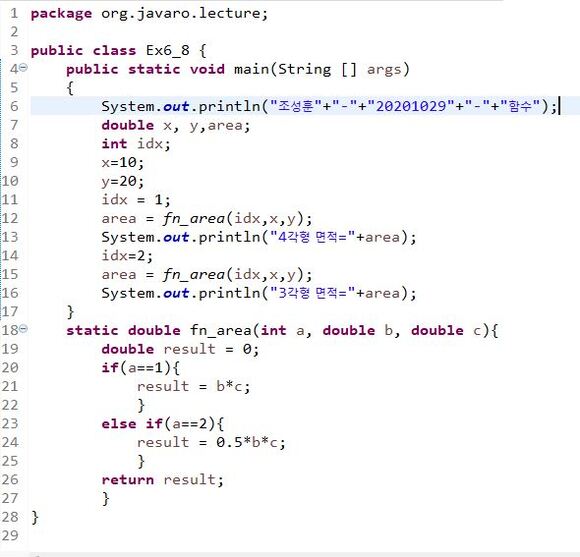 1 package org.javaro.lecture;
2
3 public class Ex6_8 {
4 public static void main(String [] args)
5 {
6 System.out.println("조성훈"+"-"+"20201029"+"-"+"함수");
7 double x, y,area;
8 int idx;
9 x=10;
10 y=20;
11 idx = 1;
12 area = fn_area(idx,x,y);
13 System.out.println("4각형 면적="+area);
14 idx=2;
15 area = fn_area(idx,x,y);
16 System.out.println("3각형 면적="+area);
17 }
18 static double fn_area(int a, double b, double c){
19 double result = 0;
20 if(a==1){
21 result = b*c;
22 }
23 else if(a==2){
24 result = 0.5*b*c;
25 }
26 return result;
27 }
28 }
29